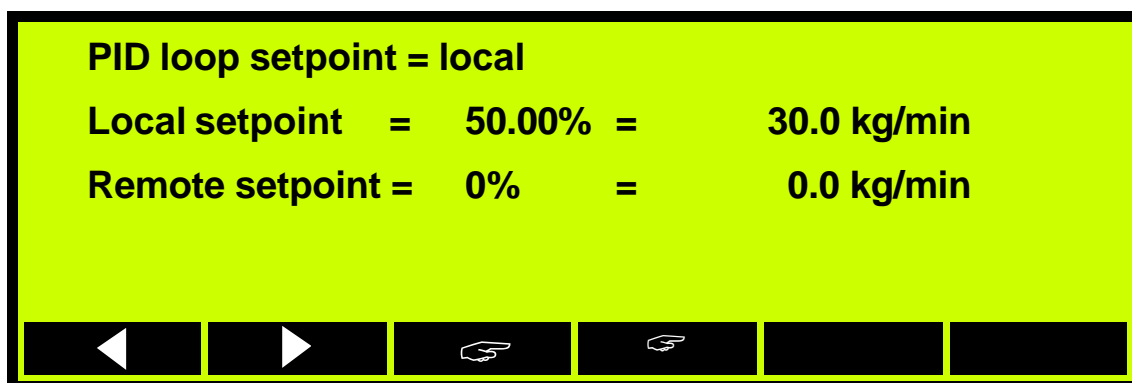 PID loop setpoint = local
Local setpoint = 50.00% = 30.0 kg/min
Remote setpoint = 0% = 0.0 kg/min